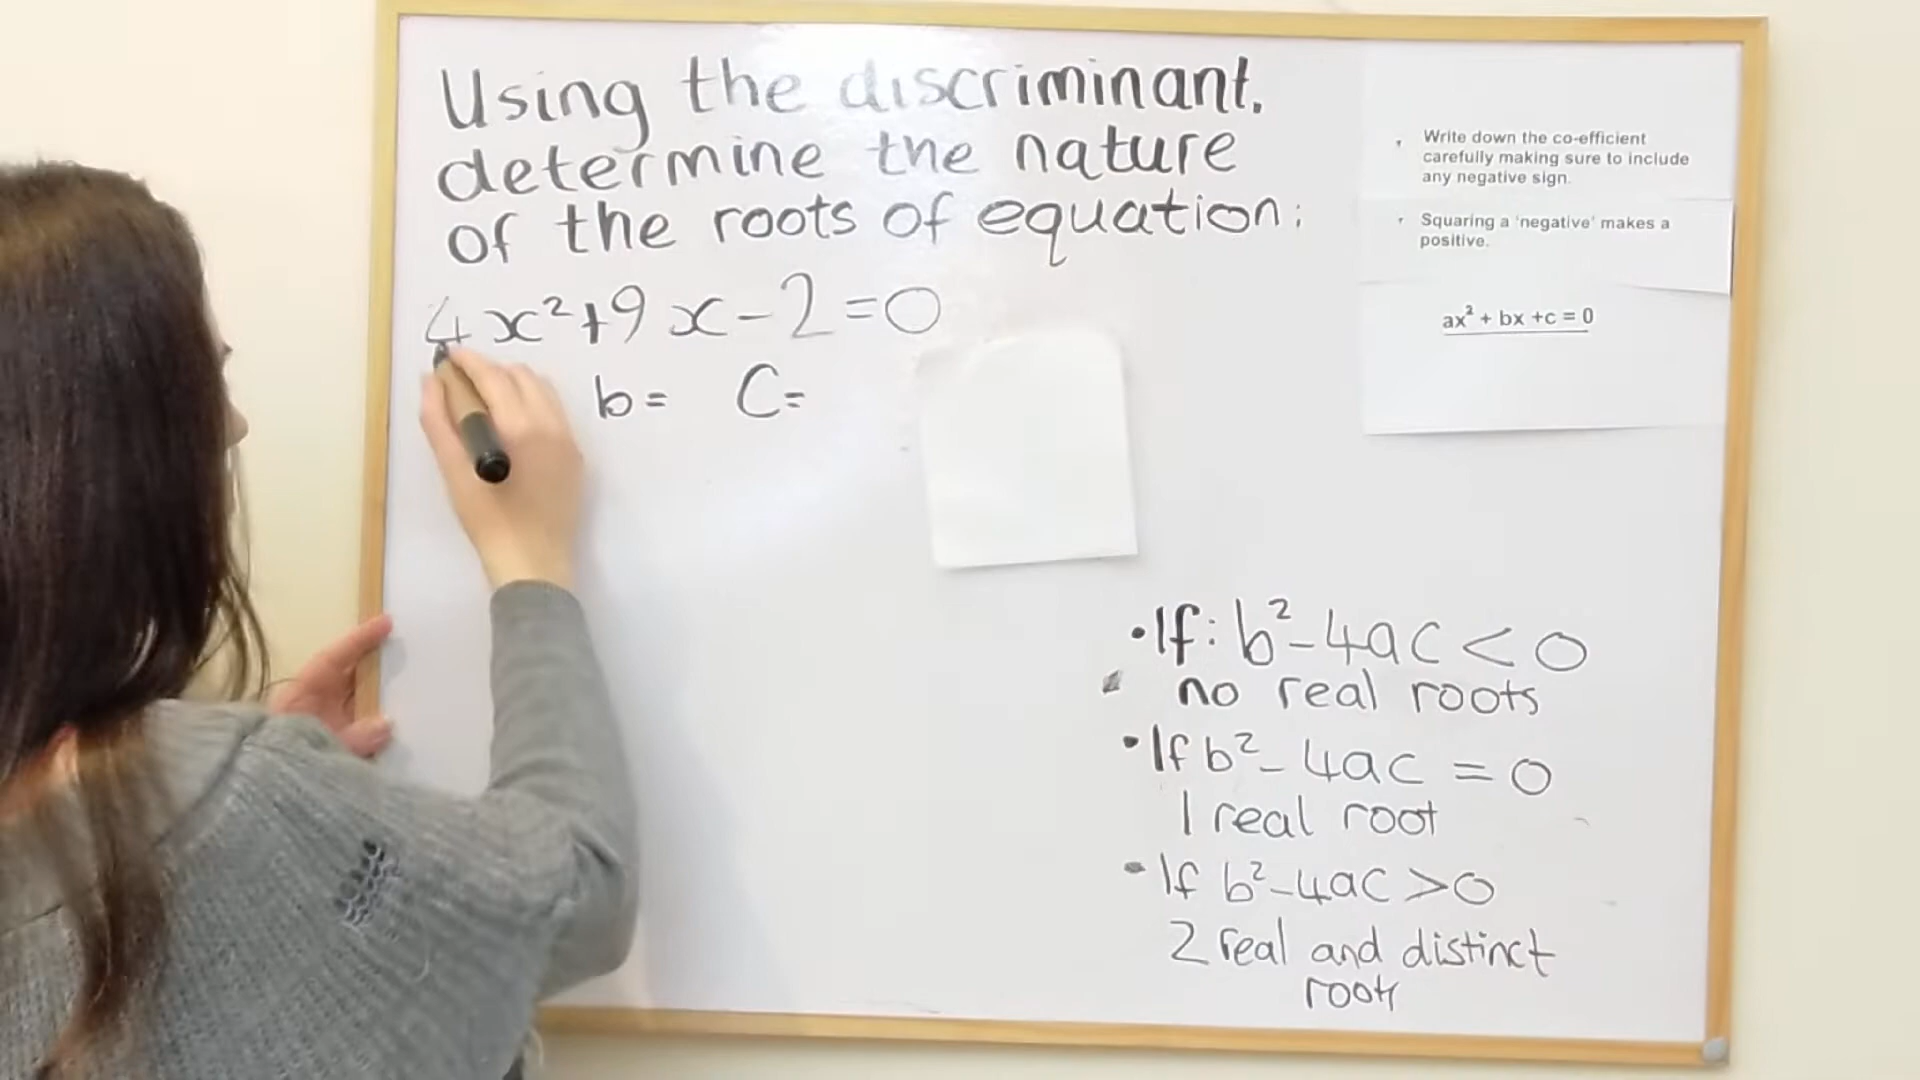 Using the discriminant.
determine the nature
of the roots of equation:
4x²+9x-2=0
b= C=
• Write down the co-efficient
carefully making sure to include
any negative sign.
• Squaring a 'negative' makes a
positive.
ax² + bx +c = 0
• If: b²-4ac < 0
no real roots
• If b²-4ac = 0
1 real root
• If b²-4ac >0
2 real and distinct
roots